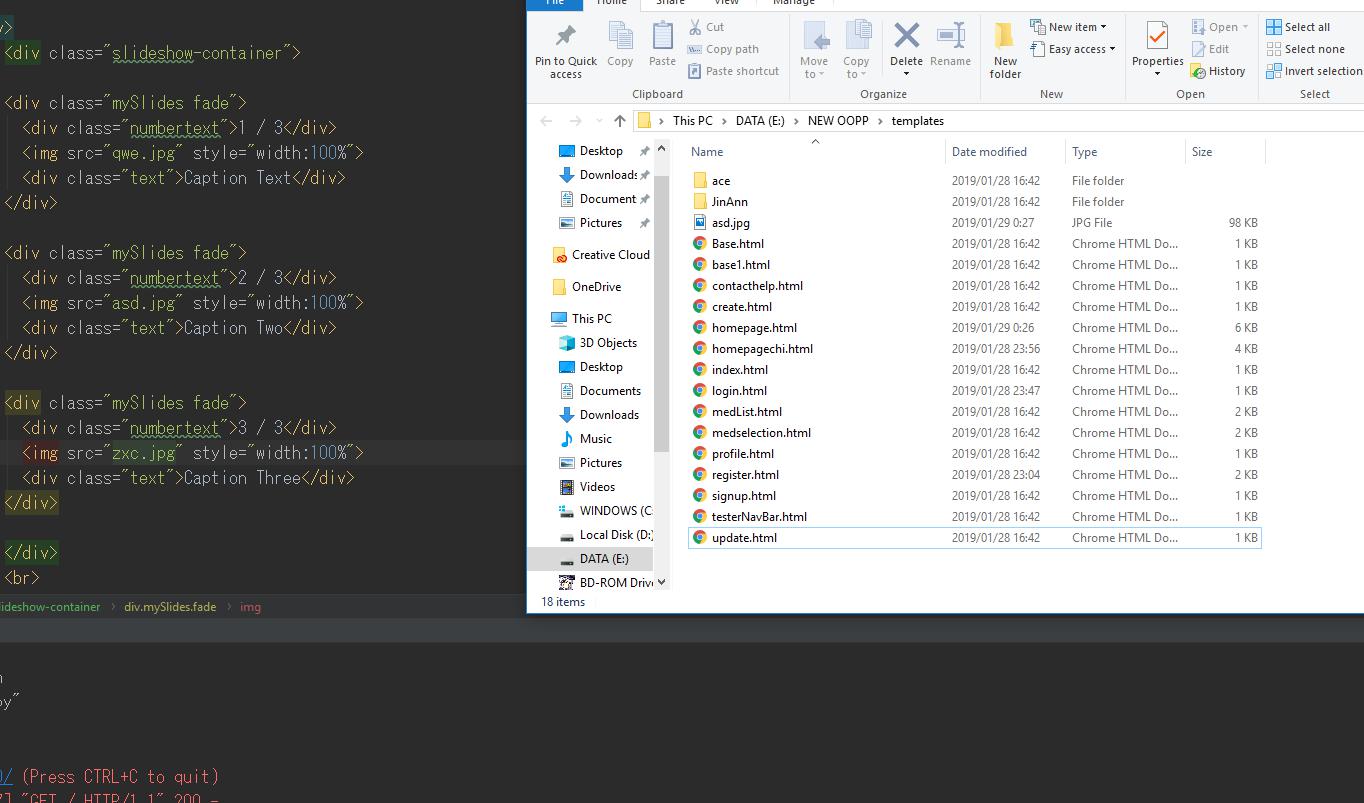 v>
<div class="slideshow-container">
<div class="mySlides fade">
<div class="numbertext">1 / 3</div>
<img src="qwe.jpg" style="width:100%">
<div class="text">Caption Text</div>
</div>
<div class="mySlides fade">
<div class="numbertext">2 / 3</div>
<img src="asd.jpg" style="width:100%">
<div class="text">Caption Two</div>
</div>
<div class="mySlides fade">
<div class="numbertext">3 / 3</div>
<img src="zxc.jpg" style="width:100%">
<div class="text">Caption Three</div>
</div>
</div>
<br>
ideshow-container › div.mySlides.fade › img
n
oy"
0/ (Press CTRL+C to quit)
7] "GET / HTTP/1.1" 200 -
File Home Share View Manage
Pin to Quick access
Copy
Paste
Cut
Copy path
Paste shortcut
Clipboard
Move to
Copy to
Delete
Rename
Organize
New folder
New item
Easy access
New
Properties
Open
Edit
History
Open
Select all
Select none
Invert selection
Select
This PC › DATA (E:) › NEW OOPP › templates
Desktop
Downloads
Document
Pictures
Creative Cloud
OneDrive
This PC
3D Objects
Desktop
Documents
Downloads
Music
Pictures
Videos
WINDOWS (C:
Local Disk (D:)
DATA (E:)
BD-ROM Drive
Name Date modified Type Size
ace 2019/01/28 16:42 File folder
JinAnn 2019/01/28 16:42 File folder
asd.jpg 2019/01/29 0:27 JPG File 98 KB
Base.html 2019/01/28 16:42 Chrome HTML Do... 1 KB
base1.html 2019/01/28 16:42 Chrome HTML Do... 1 KB
contacthelp.html 2019/01/28 16:42 Chrome HTML Do... 1 KB
create.html 2019/01/28 16:42 Chrome HTML Do... 1 KB
homepage.html 2019/01/29 0:26 Chrome HTML Do... 6 KB
homepagechi.html 2019/01/28 23:56 Chrome HTML Do... 4 KB
index.html 2019/01/28 16:42 Chrome HTML Do... 1 KB
login.html 2019/01/28 23:47 Chrome HTML Do... 1 KB
medList.html 2019/01/28 16:42 Chrome HTML Do... 2 KB
medselection.html 2019/01/28 16:42 Chrome HTML Do... 2 KB
profile.html 2019/01/28 16:42 Chrome HTML Do... 1 KB
register.html 2019/01/28 23:04 Chrome HTML Do... 2 KB
signup.html 2019/01/28 16:42 Chrome HTML Do... 1 KB
testerNavBar.html 2019/01/28 16:42 Chrome HTML Do... 1 KB
update.html 2019/01/28 16:42 Chrome HTML Do... 1 KB
18 items